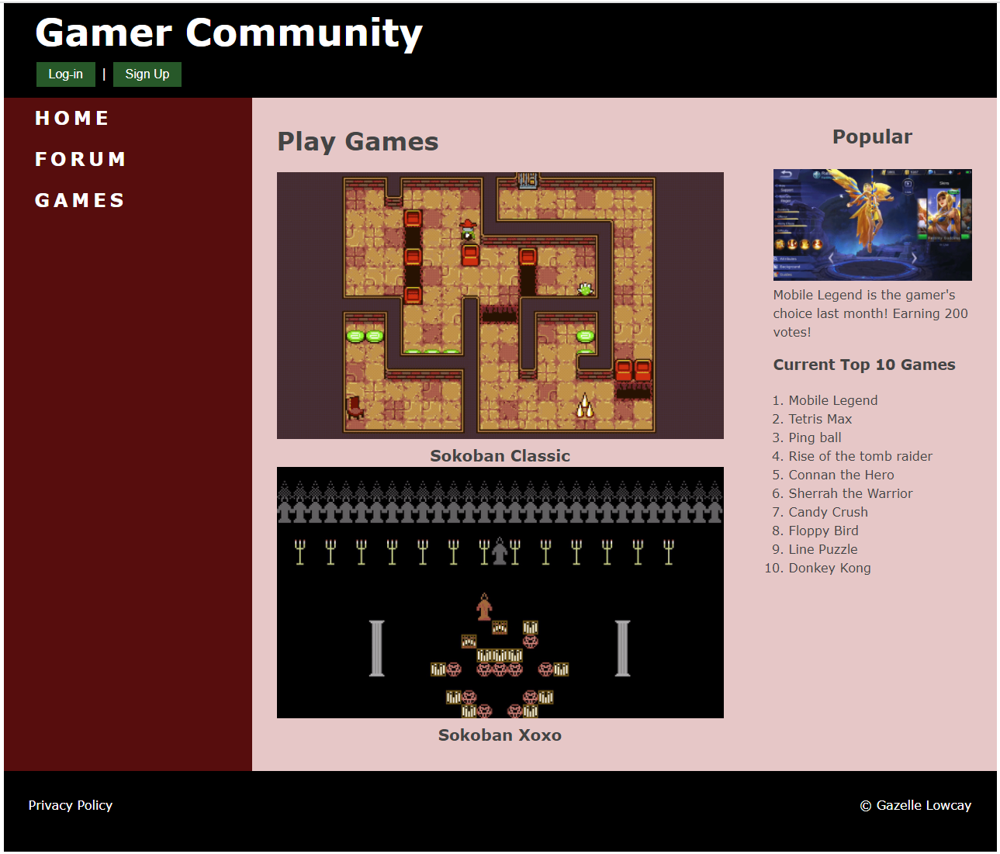 Gamer Community
Log-in | Sign Up
HOME
FORUM
GAMES
Play Games
Sokoban Classic
Sokoban Xoxo
Popular
Mobile Legend is the gamer's
choice last month! Earning 200
votes!
Current Top 10 Games
1. Mobile Legend
2. Tetris Max
3. Ping ball
4. Rise of the tomb raider
5. Connan the Hero
6. Sherrah the Warrior
7. Candy Crush
8. Floppy Bird
9. Line Puzzle
10. Donkey Kong
Privacy Policy
© Gazelle Lowcay